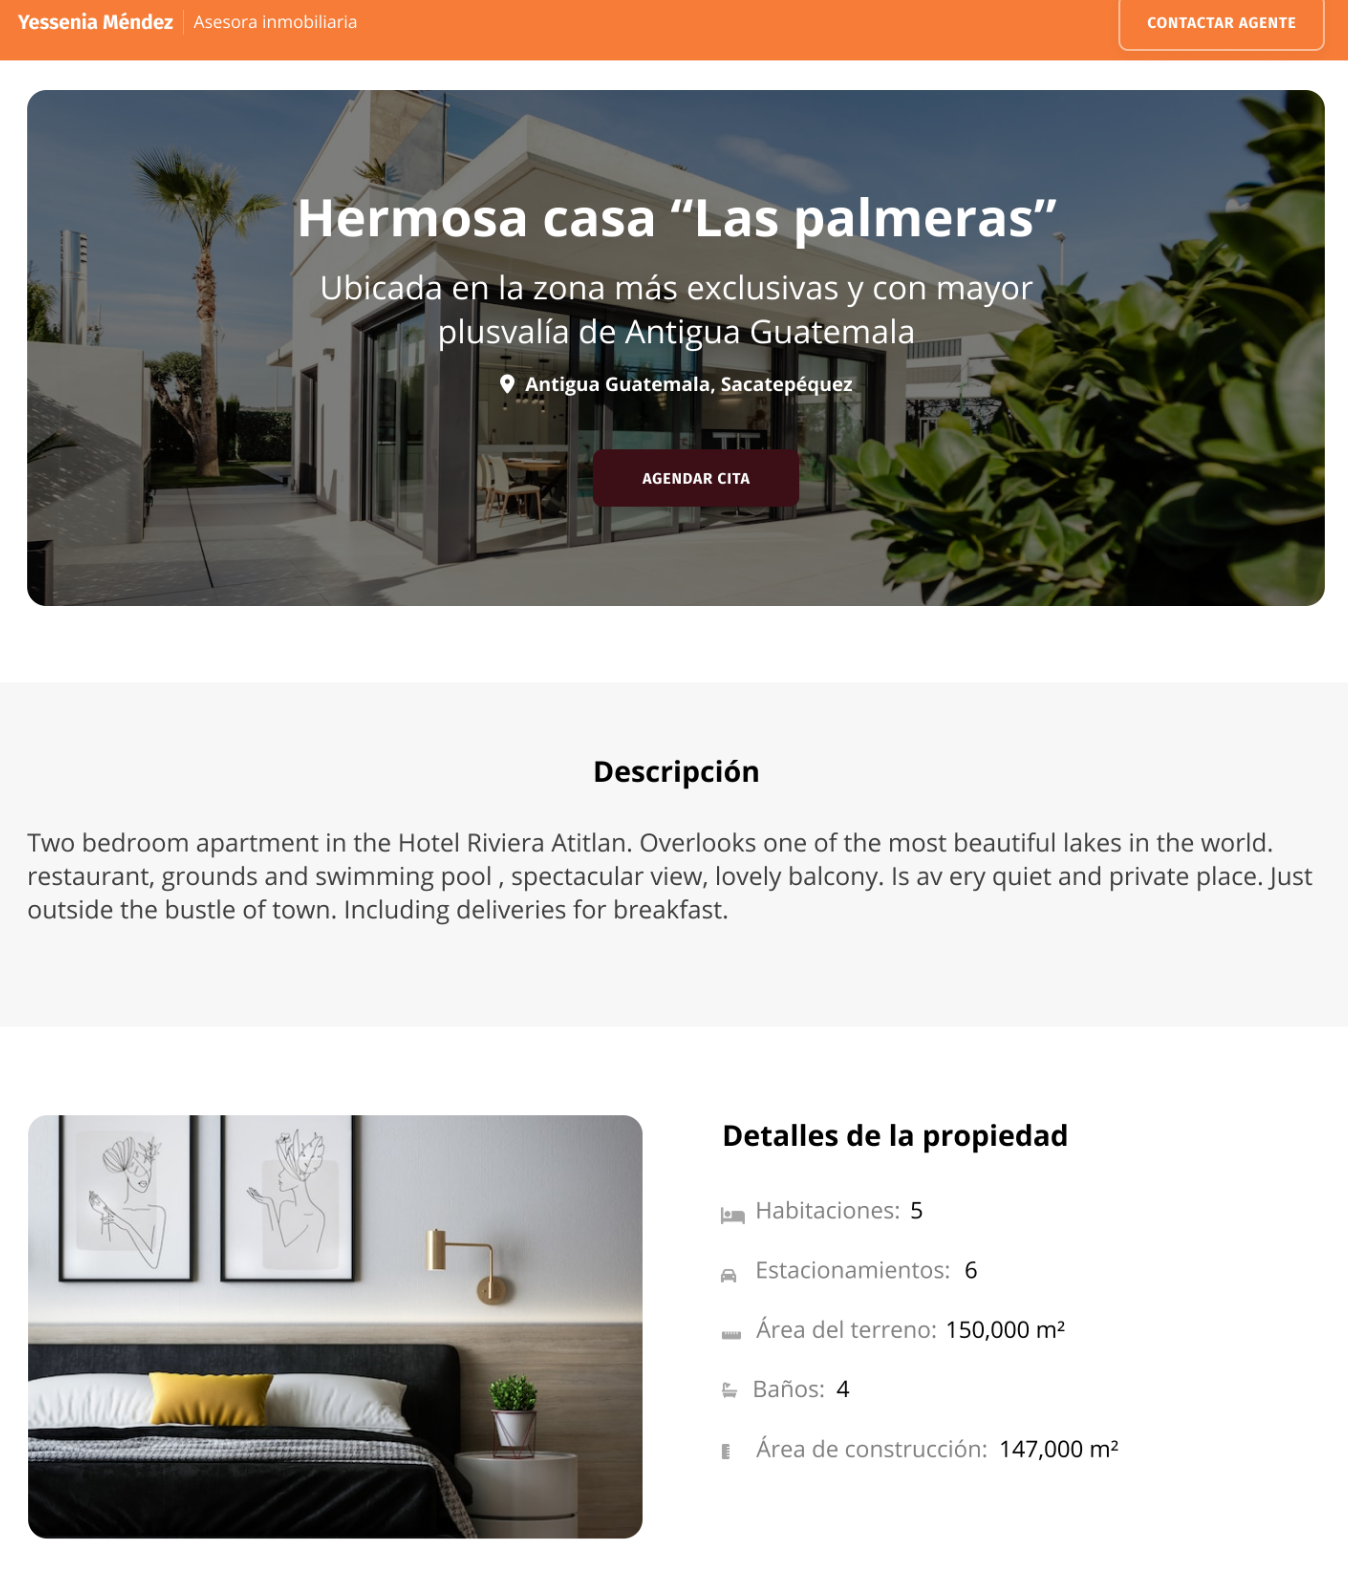 Yessenia Méndez | Asesora inmobiliaria
CONTACTAR AGENTE
Hermosa casa “Las palmeras”
Ubicada en la zona más exclusivas y con mayor
plusvalía de Antigua Guatemala
Antigua Guatemala, Sacatepéquez
AGENDAR CITA
Descripción
Two bedroom apartment in the Hotel Riviera Atitlan. Overlooks one of the most beautiful lakes in the world.
restaurant, grounds and swimming pool , spectacular view, lovely balcony. Is av ery quiet and private place. Just
outside the bustle of town. Including deliveries for breakfast.
Detalles de la propiedad
Habitaciones: 5
Estacionamientos: 6
Área del terreno: 150,000 m²
Baños: 4
Área de construcción: 147,000 m²